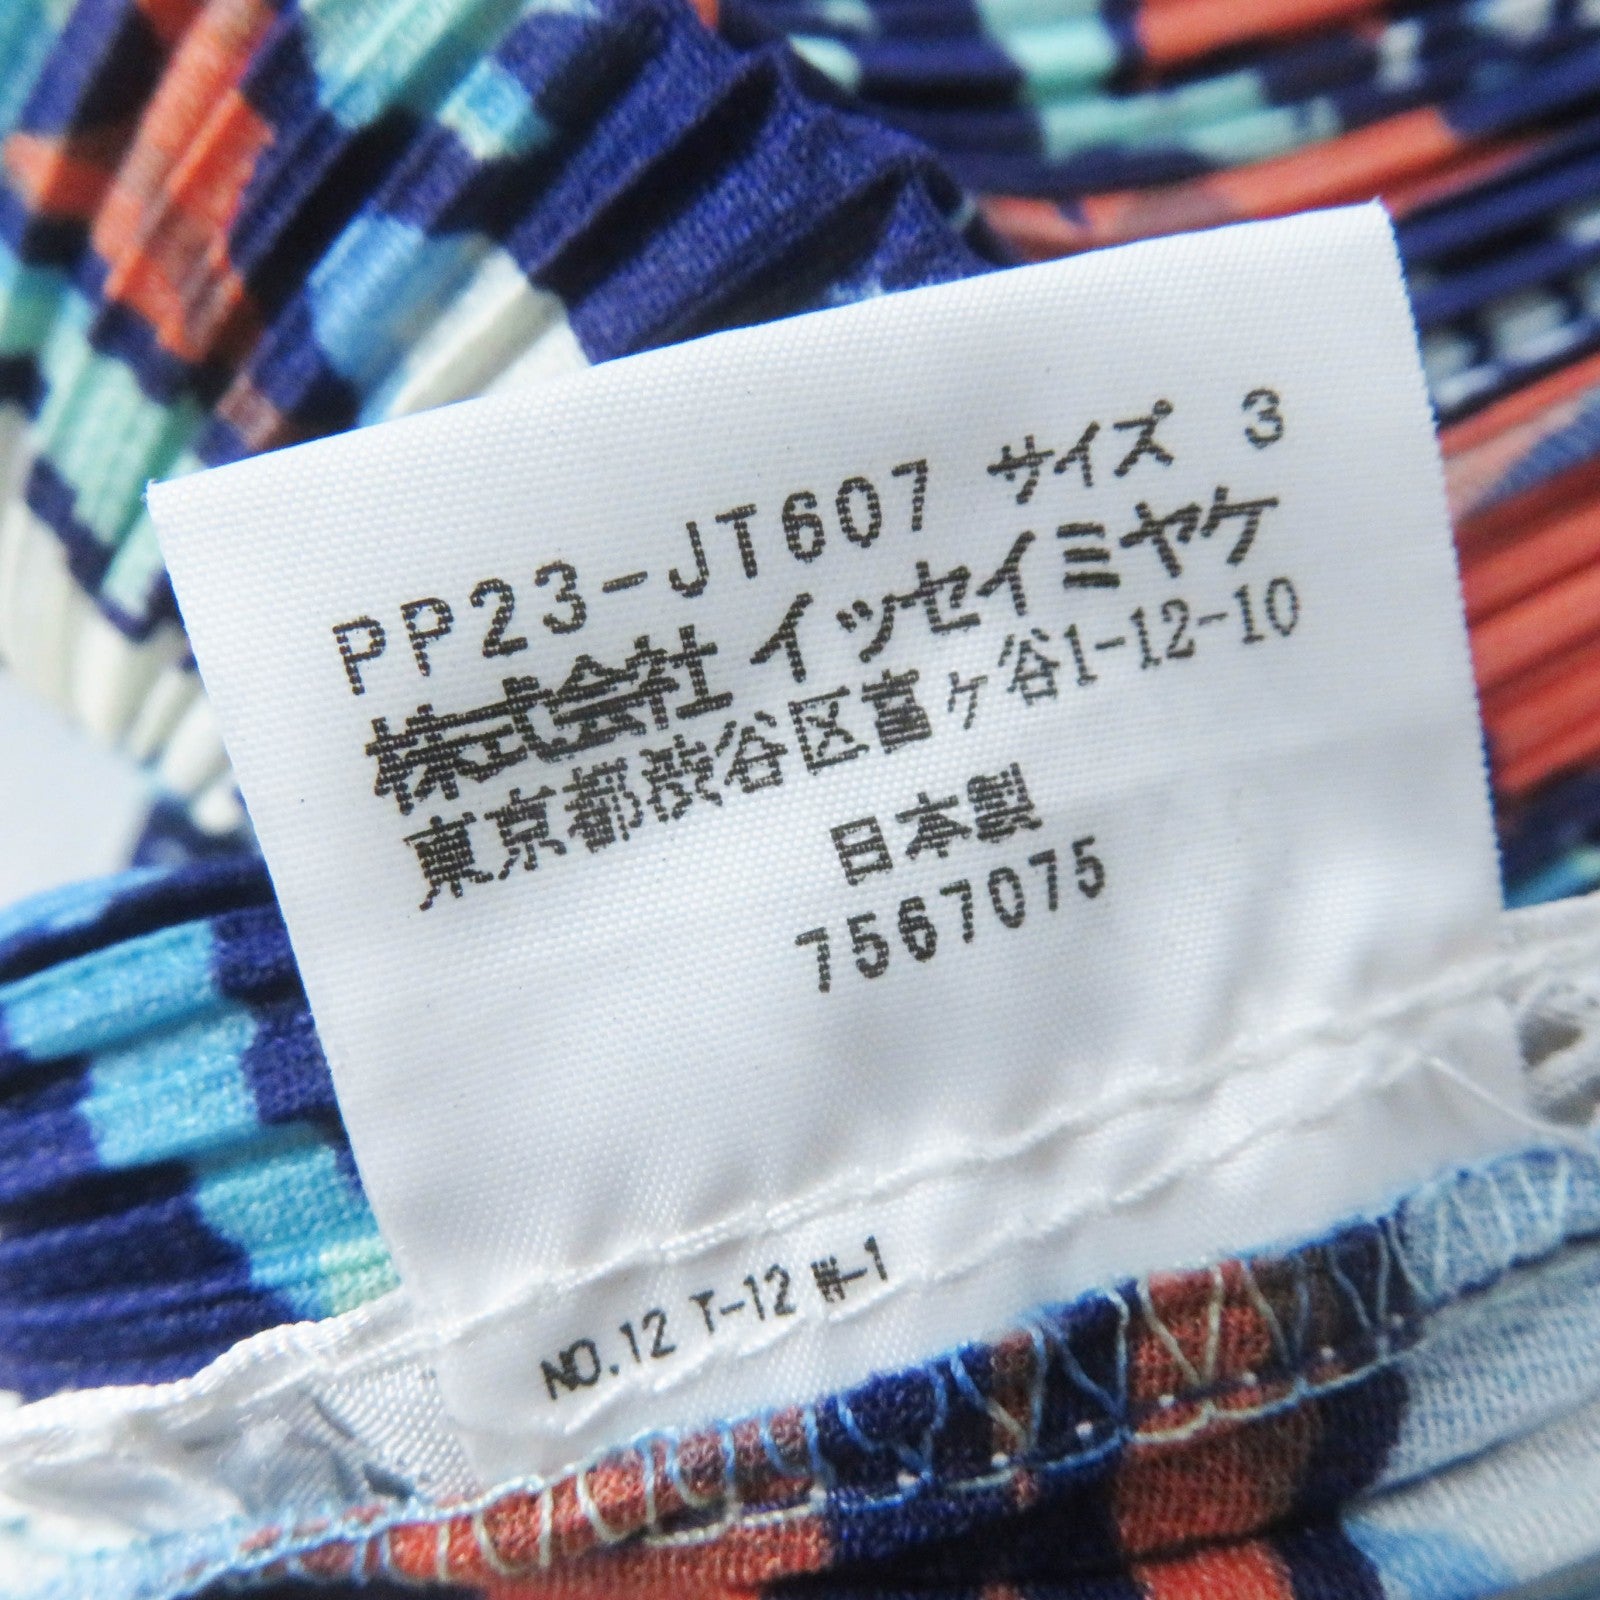 PP23-JT607 サイズ 3
株式会社 イッセイミヤケ
東京都渋谷区富ヶ谷1-12-10
日本製
7567075
NO.12 T-12 W-1